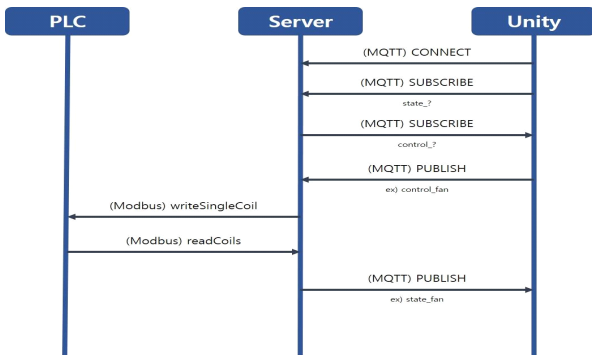 PLC
Server
Unity
(MQTT) CONNECT
(MQTT) SUBSCRIBE
state_?
(MQTT) SUBSCRIBE
control_?
(MQTT) PUBLISH
ex) control_fan
(Modbus) writeSingleCoil
(Modbus) readCoils
(MQTT) PUBLISH
ex) state_fan